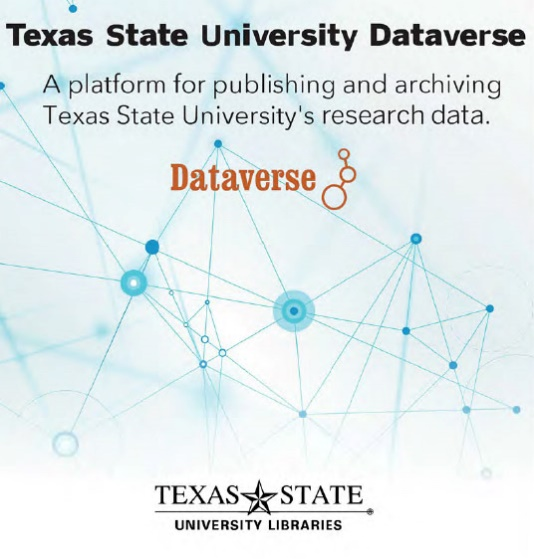 Texas State University Dataverse
A platform for publishing and archiving
Texas State University's research data.
Dataverse
TEXAS STATE
®
UNIVERSITY LIBRARIES